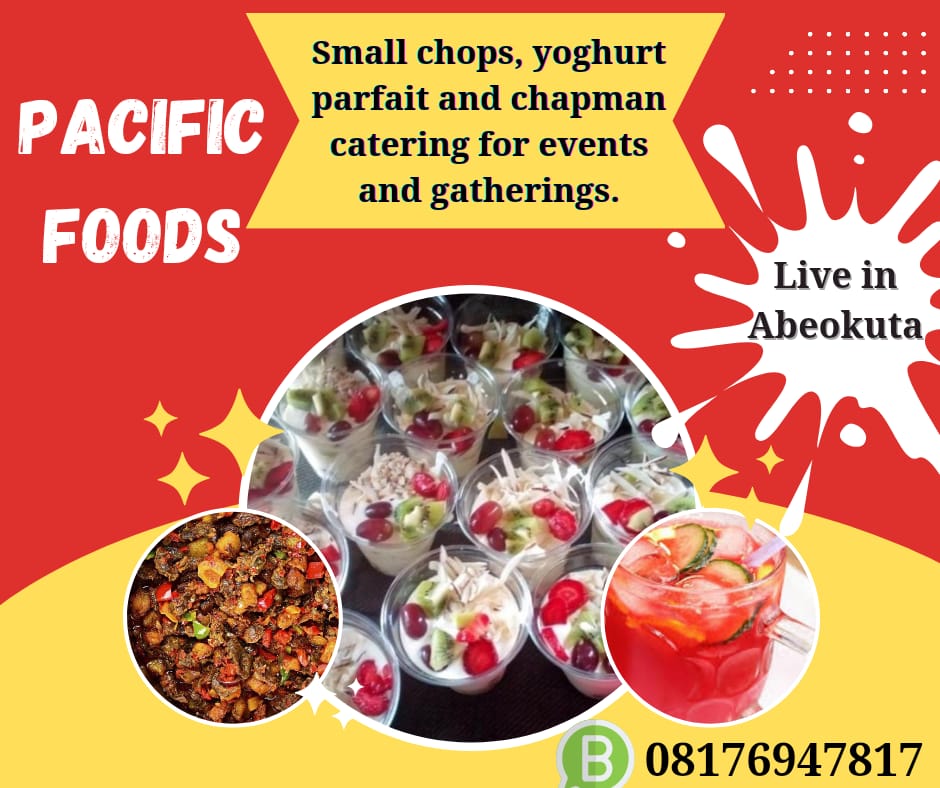 PACIFIC
FOODS
Small chops, yoghurt
parfait and chapman
catering for events
and gatherings.
Live in
Abeokuta
B
08176947817